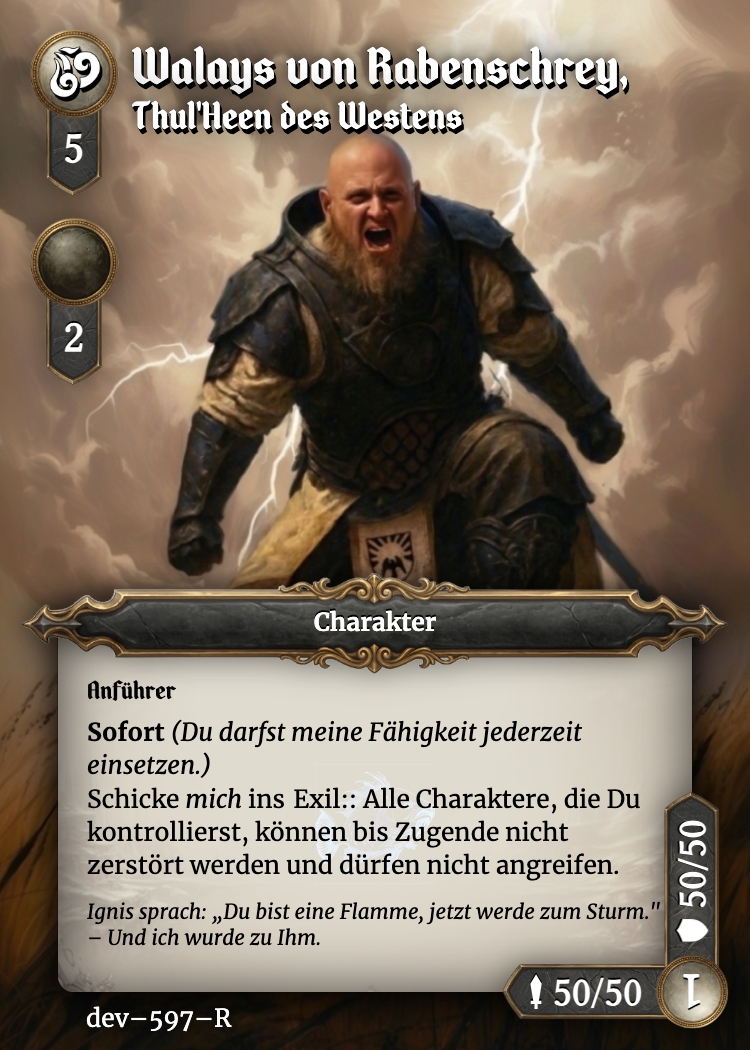 Walays von Rabenschrey,
Thul'Heen des Westens
5
2
Charakter
Anführer
Sofort (Du darfst meine Fähigkeit jederzeit
einsetzen.)
Schicke mich ins Exil:: Alle Charaktere, die Du
kontrollierst, können bis Zugende nicht
zerstört werden und dürfen nicht angreifen.
Ignis sprach: „Du bist eine Flamme, jetzt werde zum Sturm."
– Und ich wurde zu Ihm.
50/50
50/50
1
dev–597–R